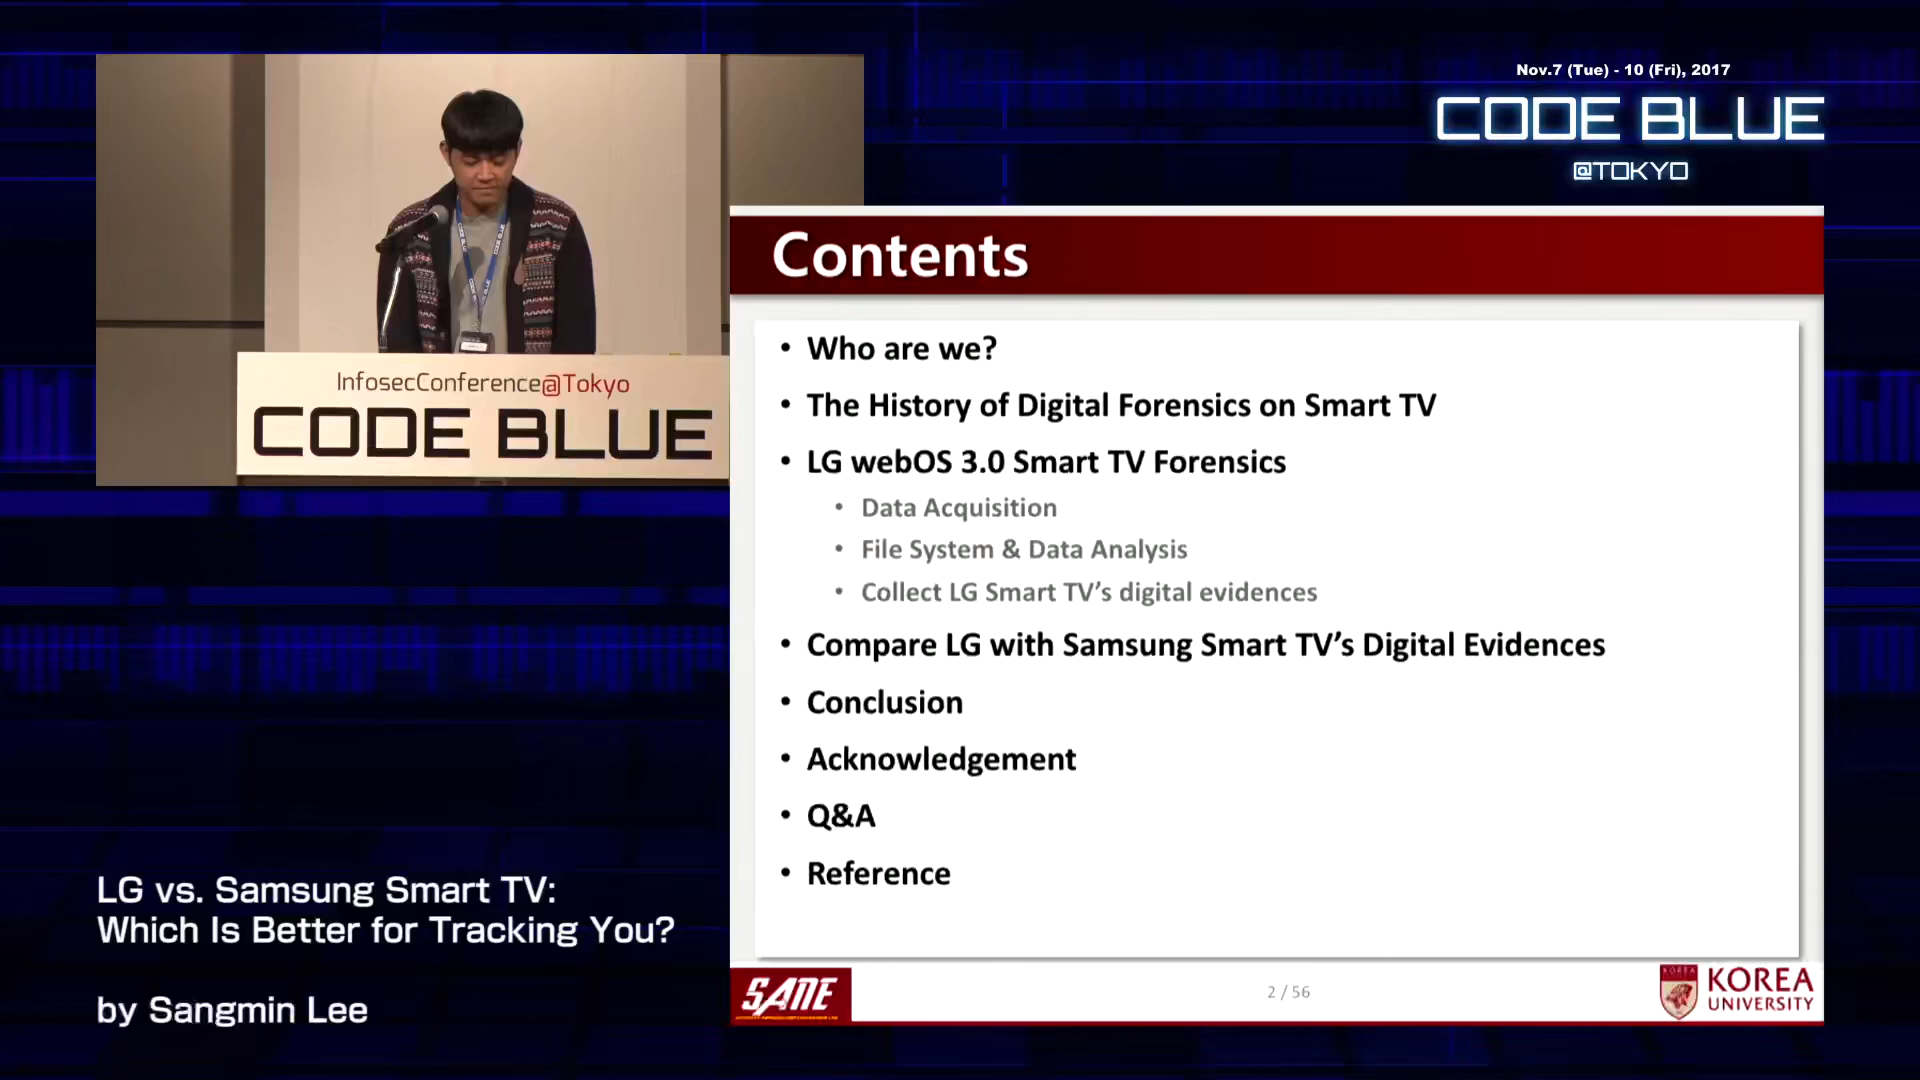 Nov.7 (Tue) - 10 (Fri), 2017
CODE BLUE
@TOKYO
InfosecConference@Tokyo
CODE BLUE
Contents
• Who are we?
• The History of Digital Forensics on Smart TV
• LG webOS 3.0 Smart TV Forensics
• Data Acquisition
• File System & Data Analysis
• Collect LG Smart TV’s digital evidences
• Compare LG with Samsung Smart TV’s Digital Evidences
• Conclusion
• Acknowledgement
• Q&A
• Reference
SANE
2 / 56
KOREA
UNIVERSITY
LG vs. Samsung Smart TV:
Which Is Better for Tracking You?
by Sangmin Lee